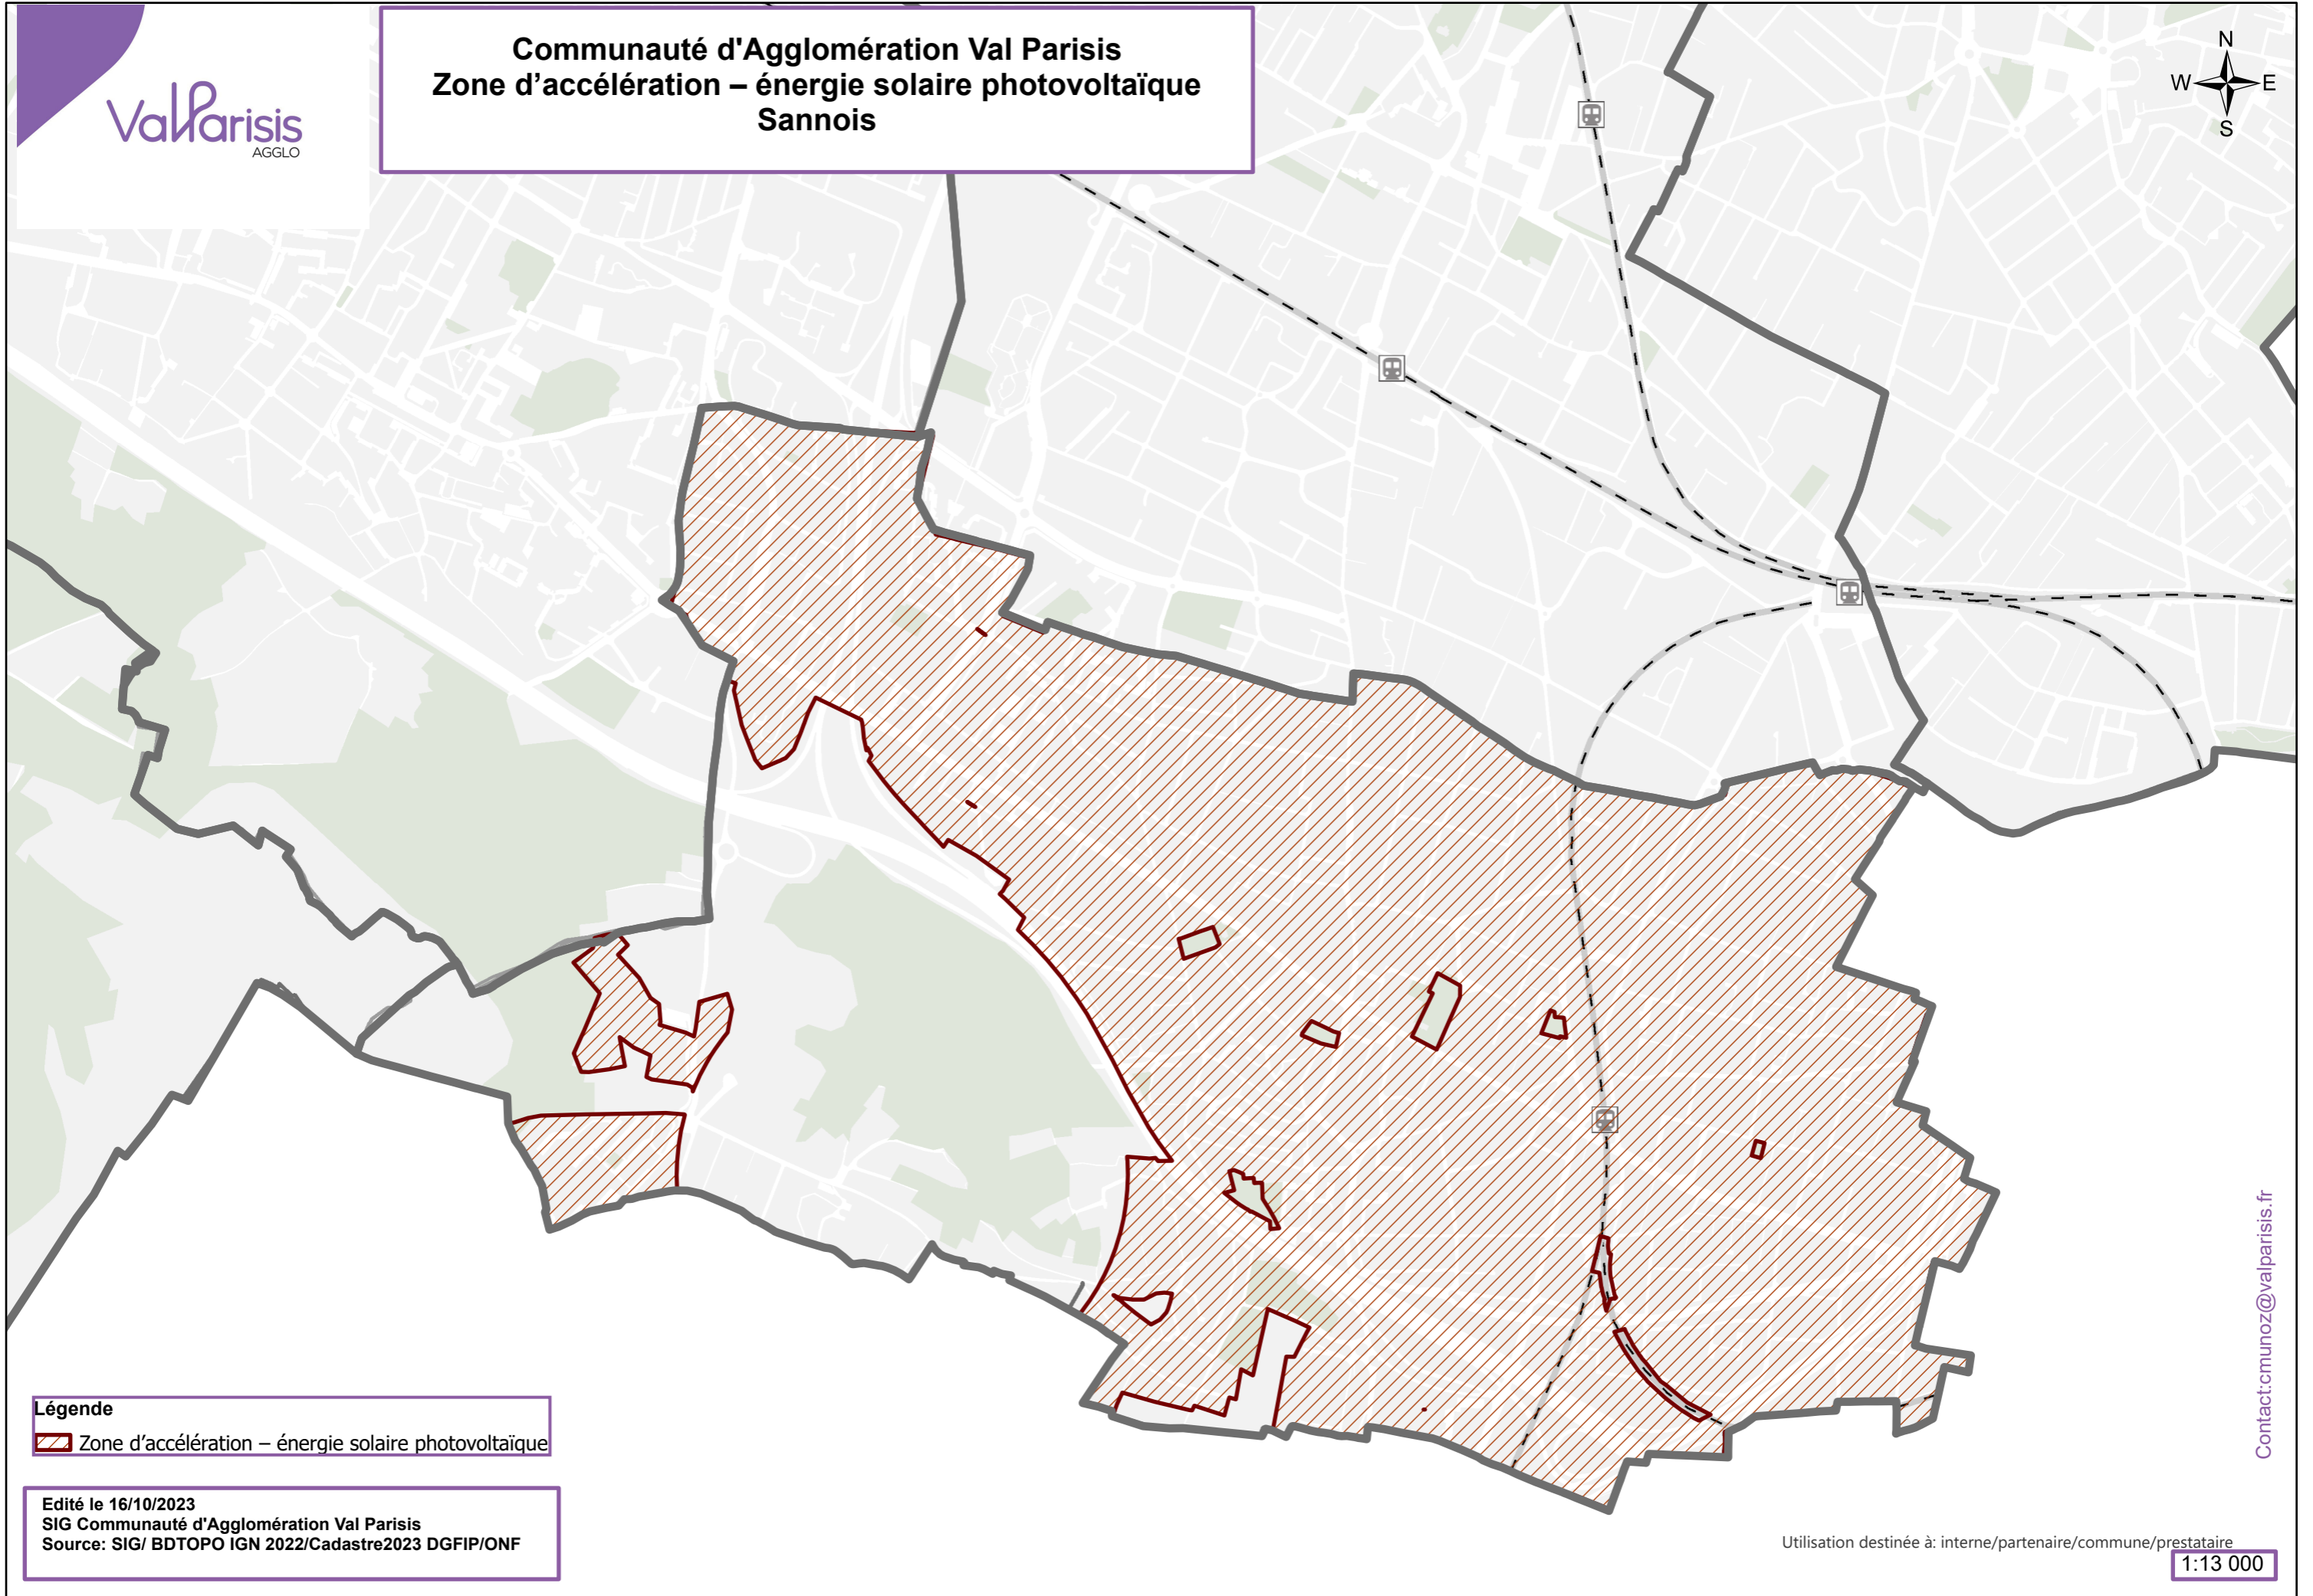 ValParisis
AGGLO
Communauté d'Agglomération Val Parisis
Zone d’accélération – énergie solaire photovoltaïque
Sannois
N
W E
S
Contact:cmunoz@valparisis.fr
Légende
Zone d’accélération – énergie solaire photovoltaïque
Edité le 16/10/2023
SIG Communauté d'Agglomération Val Parisis
Source: SIG/ BDTOPO IGN 2022/Cadastre2023 DGFIP/ONF
Utilisation destinée à: interne/partenaire/commune/prestataire
1:13 000